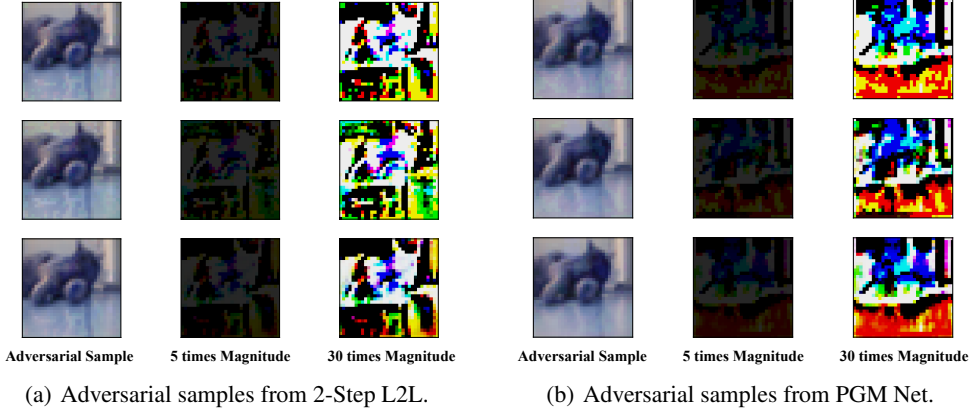 Adversarial Sample 5 times Magnitude 30 times Magnitude
(a) Adversarial samples from 2-Step L2L.
Adversarial Sample 5 times Magnitude 30 times Magnitude
(b) Adversarial samples from PGM Net.